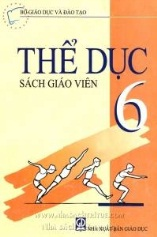 BỘ GIÁO DỤC VÀ ĐÀO TẠO
THỂ DỤC
SÁCH GIÁO VIÊN
6
NHÀ XUẤT BẢN GIÁO DỤC